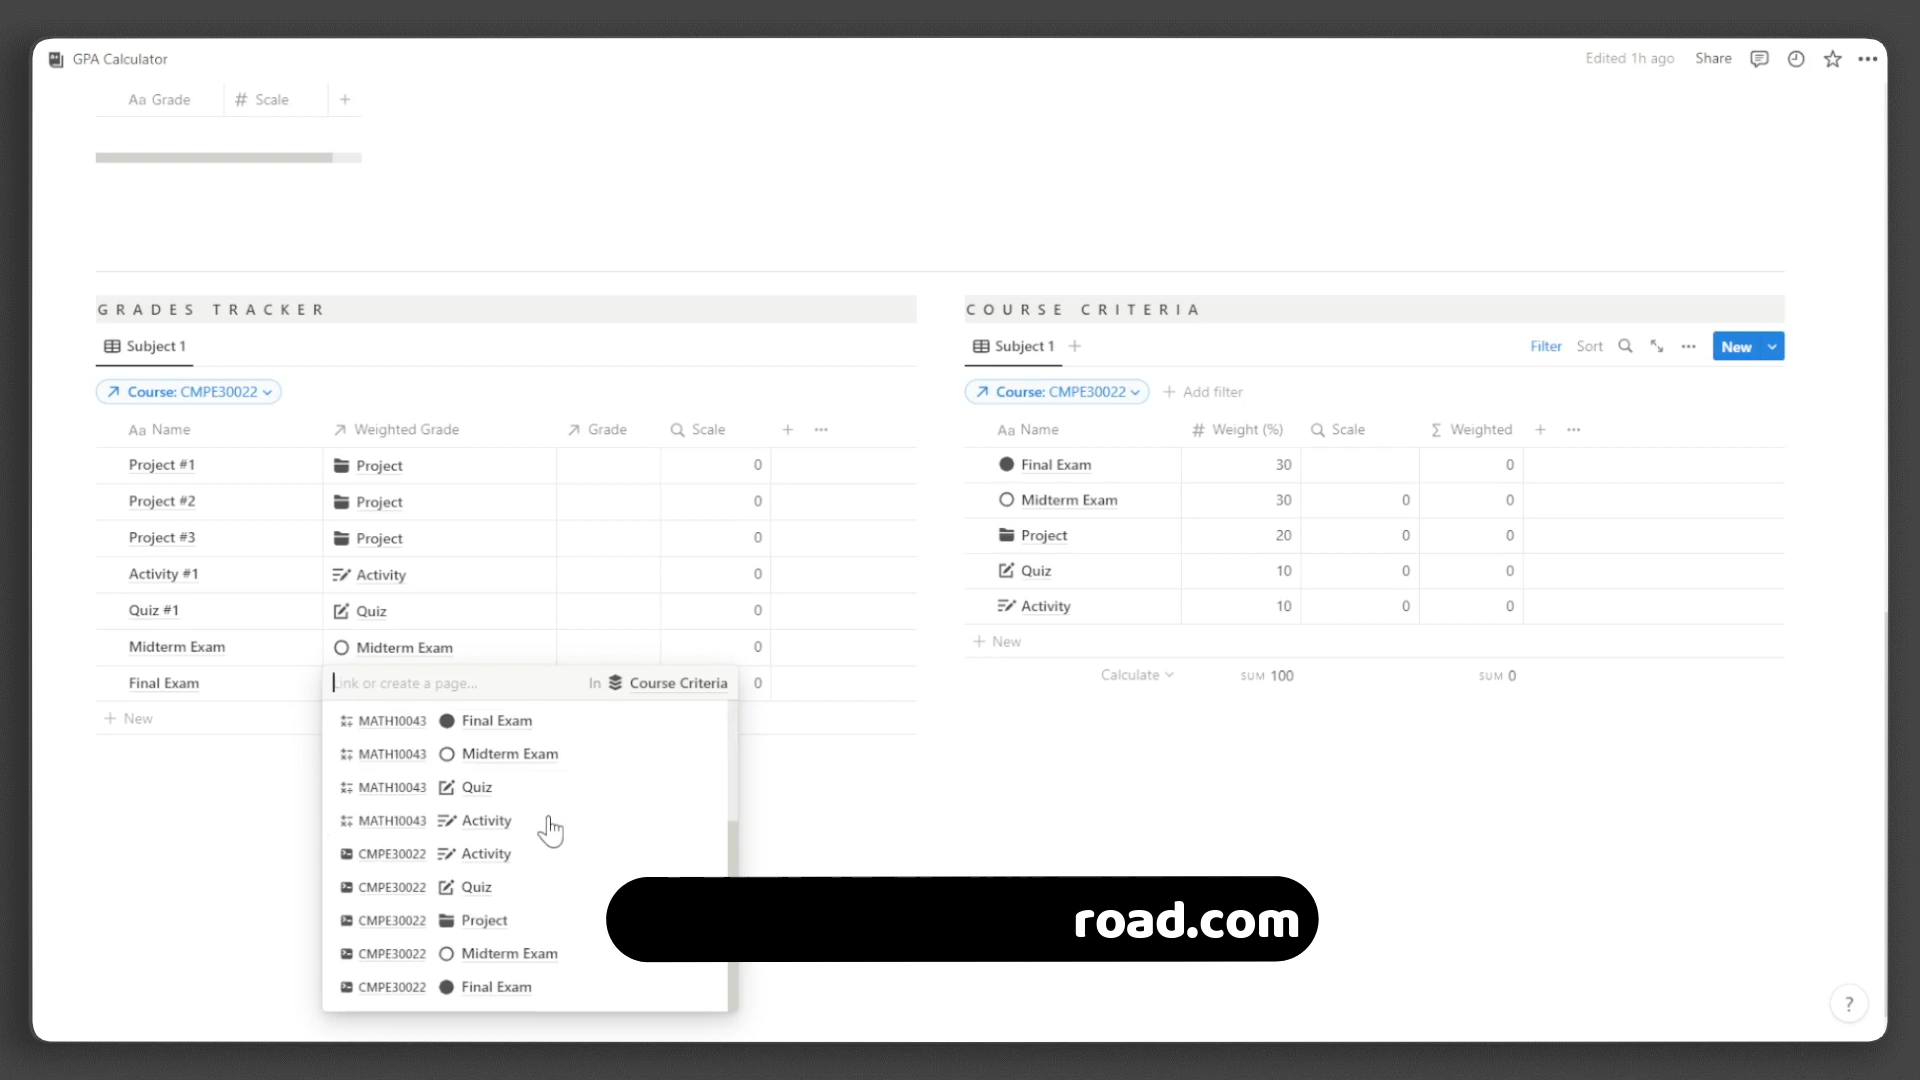 GPA Calculator
Edited 1h ago Share
Aa Grade # Scale +
GRADES TRACKER
Subject 1
Course: CMPE30022
Aa Name Weighted Grade Grade Scale + ...
Project #1 Project 0
Project #2 Project 0
Project #3 Project 0
Activity #1 Activity 0
Quiz #1 Quiz 0
Midterm Exam Midterm Exam 0
Final Exam Link or create a page... In Course Criteria 0
+ New
MATH10043 Final Exam
MATH10043 Midterm Exam
MATH10043 Quiz
MATH10043 Activity
CMPE30022 Activity
CMPE30022 Quiz
CMPE30022 Project
CMPE30022 Midterm Exam
CMPE30022 Final Exam
COURSE CRITERIA
Subject 1 + Filter Sort ... New
Course: CMPE30022 + Add filter
Aa Name # Weight (%) Scale Σ Weighted + ...
Final Exam 30 0
Midterm Exam 30 0 0
Project 20 0 0
Quiz 10 0 0
Activity 10 0 0
+ New
Calculate SUM 100 SUM 0
road.com
?